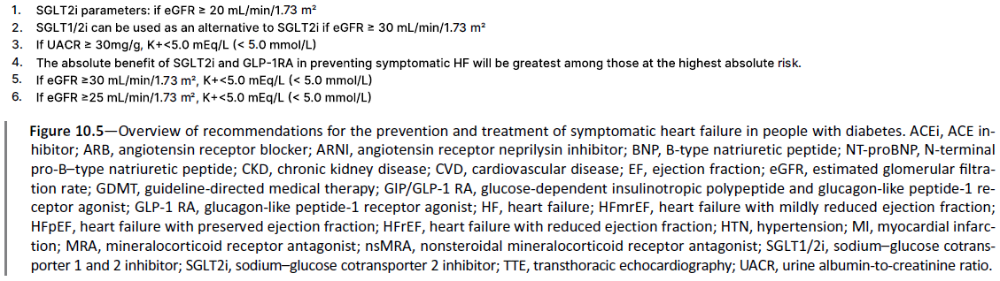 1. SGLT2i parameters: if eGFR ≥ 20 mL/min/1.73 m²
2. SGLT1/2i can be used as an alternative to SGLT2i if eGFR ≥ 30 mL/min/1.73 m²
3. If UACR ≥ 30mg/g, K+<5.0 mEq/L (< 5.0 mmol/L)
4. The absolute benefit of SGLT2i and GLP-1RA in preventing symptomatic HF will be greatest among those at the highest absolute risk.
5. If eGFR ≥30 mL/min/1.73 m², K+<5.0 mEq/L (< 5.0 mmol/L)
6. If eGFR ≥25 mL/min/1.73 m², K+<5.0 mEq/L (< 5.0 mmol/L)
Figure 10.5—Overview of recommendations for the prevention and treatment of symptomatic heart failure in people with diabetes. ACEi, ACE in-
hibitor; ARB, angiotensin receptor blocker; ARNI, angiotensin receptor neprilysin inhibitor; BNP, B-type natriuretic peptide; NT-proBNP, N-terminal
pro-B–type natriuretic peptide; CKD, chronic kidney disease; CVD, cardiovascular disease; EF, ejection fraction; eGFR, estimated glomerular filtra-
tion rate; GDMT, guideline-directed medical therapy; GIP/GLP-1 RA, glucose-dependent insulinotropic polypeptide and glucagon-like peptide-1 re-
ceptor agonist; GLP-1 RA, glucagon-like peptide-1 receptor agonist; HF, heart failure; HFmrEF, heart failure with mildly reduced ejection fraction;
HFpEF, heart failure with preserved ejection fraction; HFrEF, heart failure with reduced ejection fraction; HTN, hypertension; MI, myocardial infarc-
tion; MRA, mineralocorticoid receptor antagonist; nsMRA, nonsteroidal mineralocorticoid receptor antagonist; SGLT1/2i, sodium–glucose cotrans-
porter 1 and 2 inhibitor; SGLT2i, sodium–glucose cotransporter 2 inhibitor; TTE, transthoracic echocardiography; UACR, urine albumin-to-creatinine ratio.